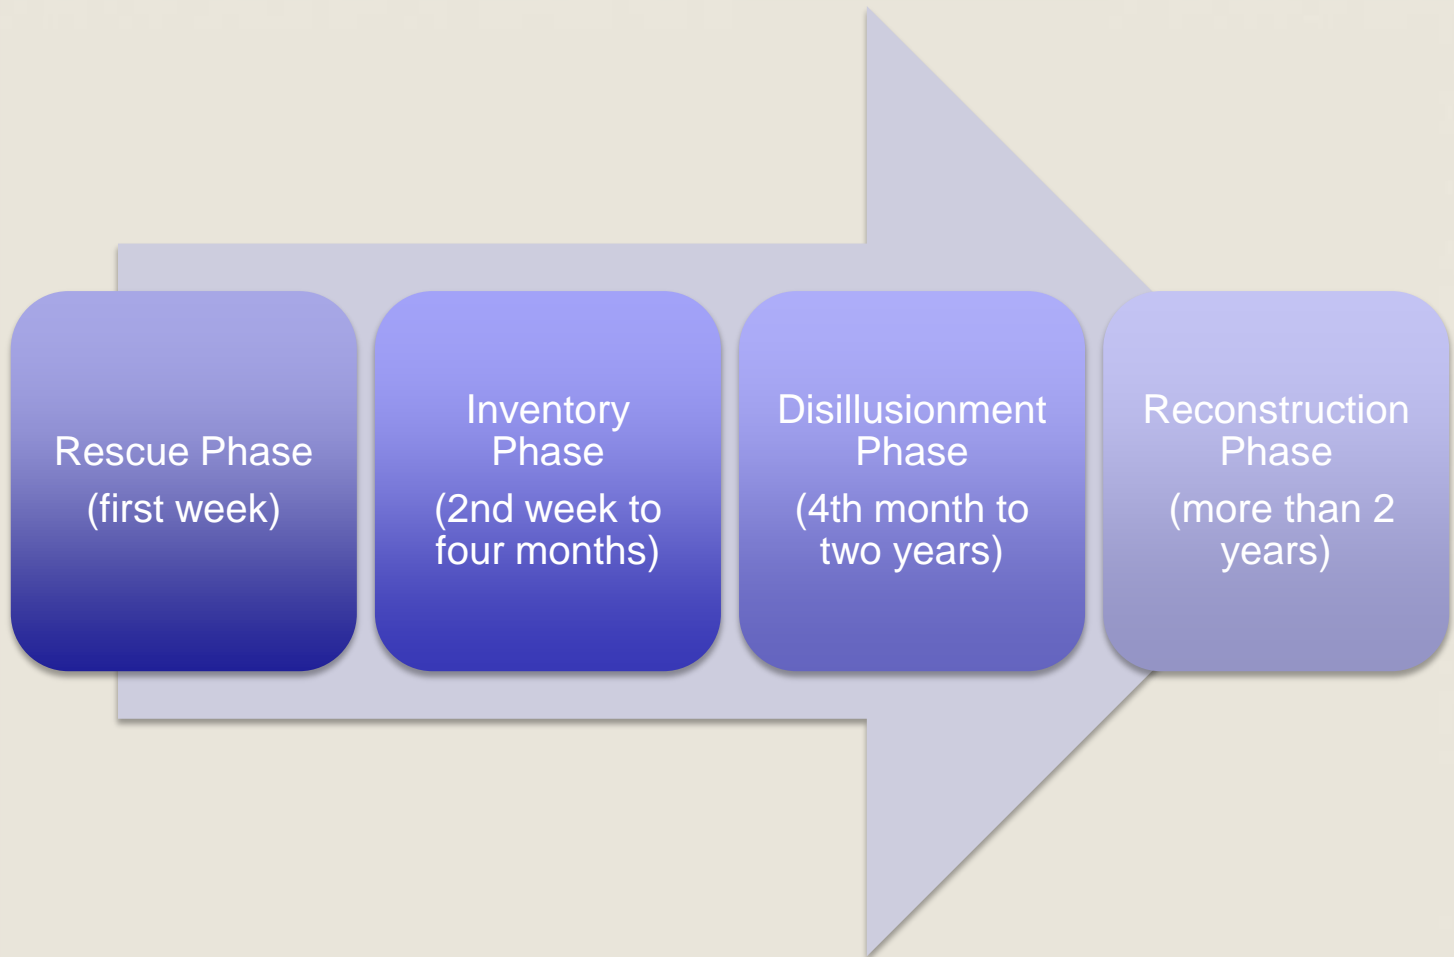 Rescue Phase
(first week)
Inventory
Phase
(2nd week to
four months)
Disillusionment
Phase
(4th month to
two years)
Reconstruction
Phase
(more than 2
years)